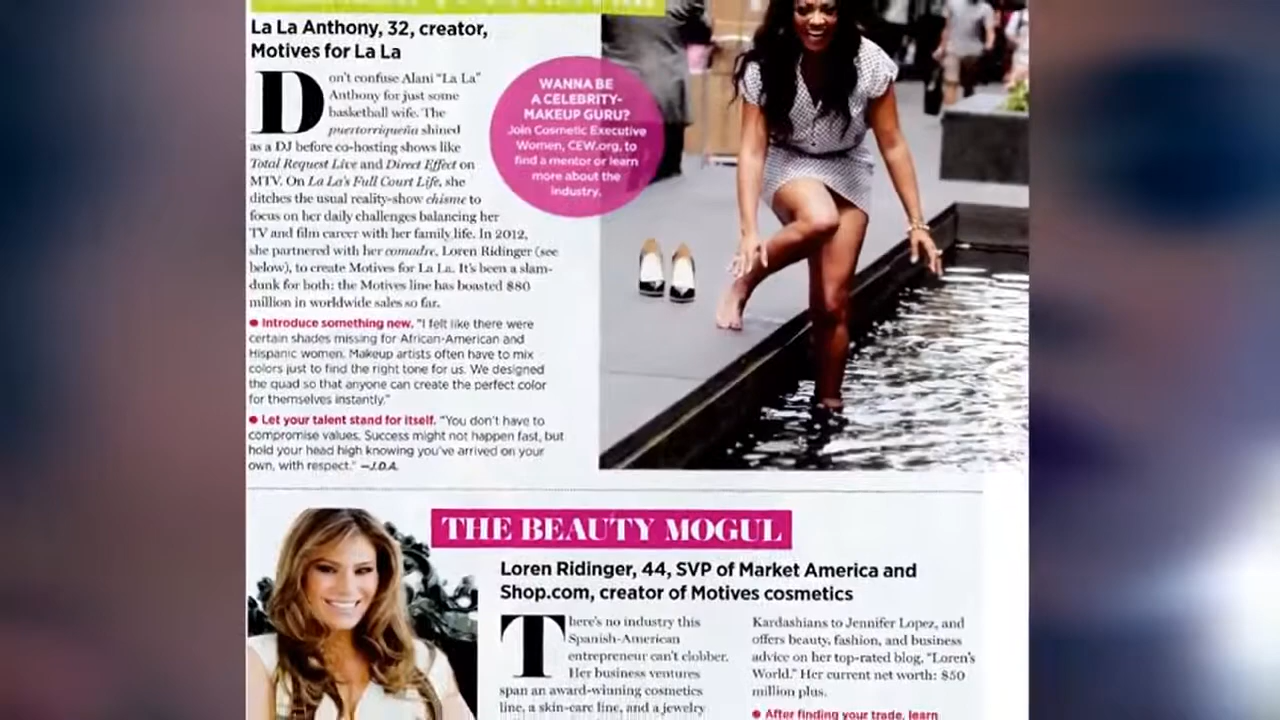 La La Anthony, 32, creator,
Motives for La La
Don't confuse Alani "La La"
Anthony for just some
basketball wife. The
puertorriqueña shined
as a DJ before co-hosting shows like
Total Request Live and Direct Effect on
MTV. On La La's Full Court Life, she
ditches the usual reality-show chisme to
focus on her daily challenges balancing her
TV and film career with her family life. In 2012,
she partnered with her comadre, Loren Ridinger (see
below), to create Motives for La La. It's been a slam-
dunk for both: the Motives line has boasted $80
million in worldwide sales so far.
● Introduce something new. "I felt like there were
certain shades missing for African-American and
Hispanic women. Makeup artists often have to mix
colors just to find the right tone for us. We designed
the quad so that anyone can create the perfect color
for themselves instantly."
● Let your talent stand for itself. "You don't have to
compromise values. Success might not happen fast, but
hold your head high knowing you've arrived on your
own, with respect." —J.D.A.
WANNA BE
A CELEBRITY-
MAKEUP GURU?
Join Cosmetic Executive
Women, CEW.org, to
find a mentor or learn
more about the
industry.
THE BEAUTY MOGUL
Loren Ridinger, 44, SVP of Market America and
Shop.com, creator of Motives cosmetics
There's no industry this
Spanish-American
entrepreneur can't clobber.
Her business ventures
span an award-winning cosmetics
line, a skin-care line, and a jewelry
Kardashians to Jennifer Lopez, and
offers beauty, fashion, and business
advice on her top-rated blog, "Loren's
World." Her current net worth: $50
million plus.
● After finding your trade, learn